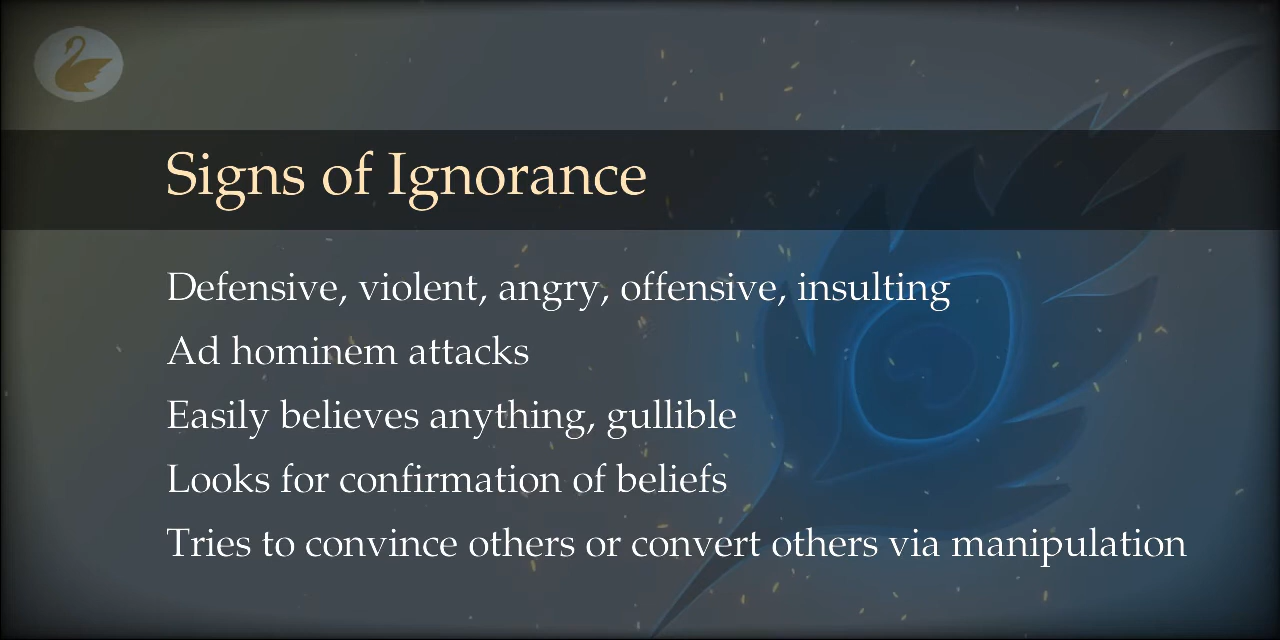 Signs of Ignorance
Defensive, violent, angry, offensive, insulting
Ad hominem attacks
Easily believes anything, gullible
Looks for confirmation of beliefs
Tries to convince others or convert others via manipulation